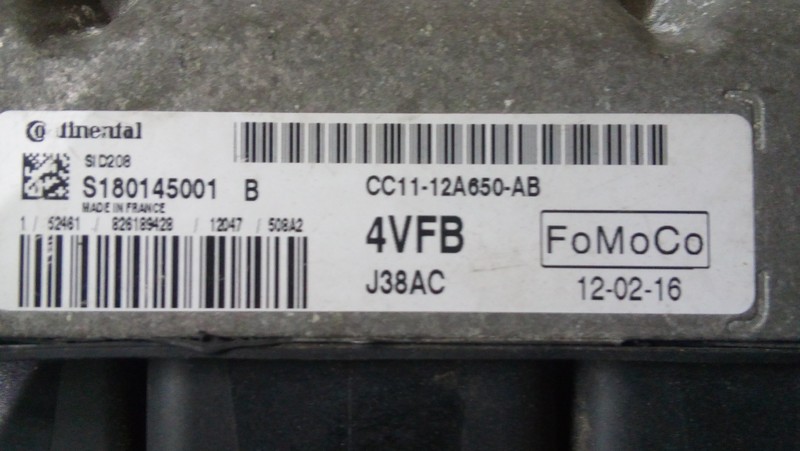 Continental
SID208
S180145001 B
MADE IN FRANCE
1 / 52461 / 826189428 / 12047 / 508A2
CC11-12A650-AB
4VFB
J38AC
FoMoCo
12-02-16